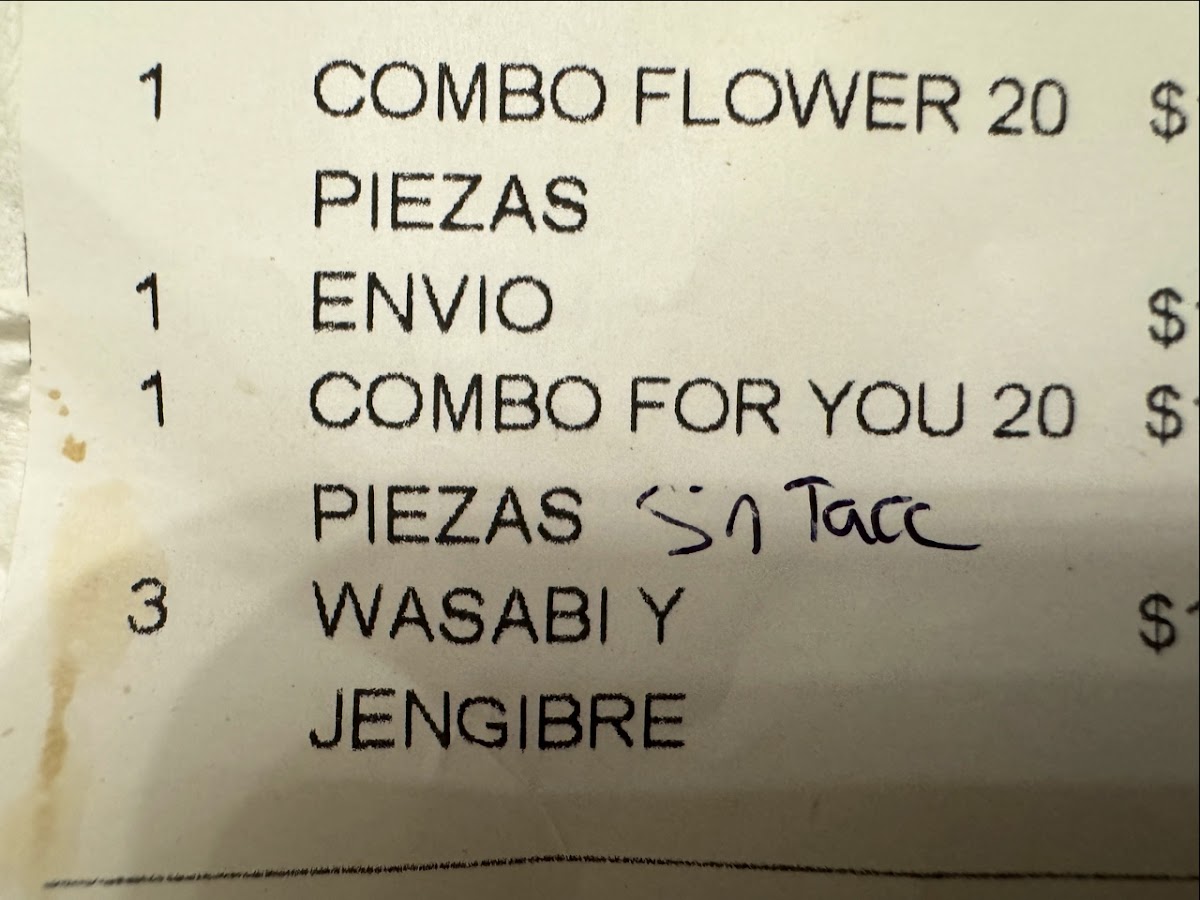 1 COMBO FLOWER 20 $
PIEZAS
1 ENVIO $
1 COMBO FOR YOU 20 $
PIEZAS Sin Tacc
3 WASABI Y $
JENGIBRE